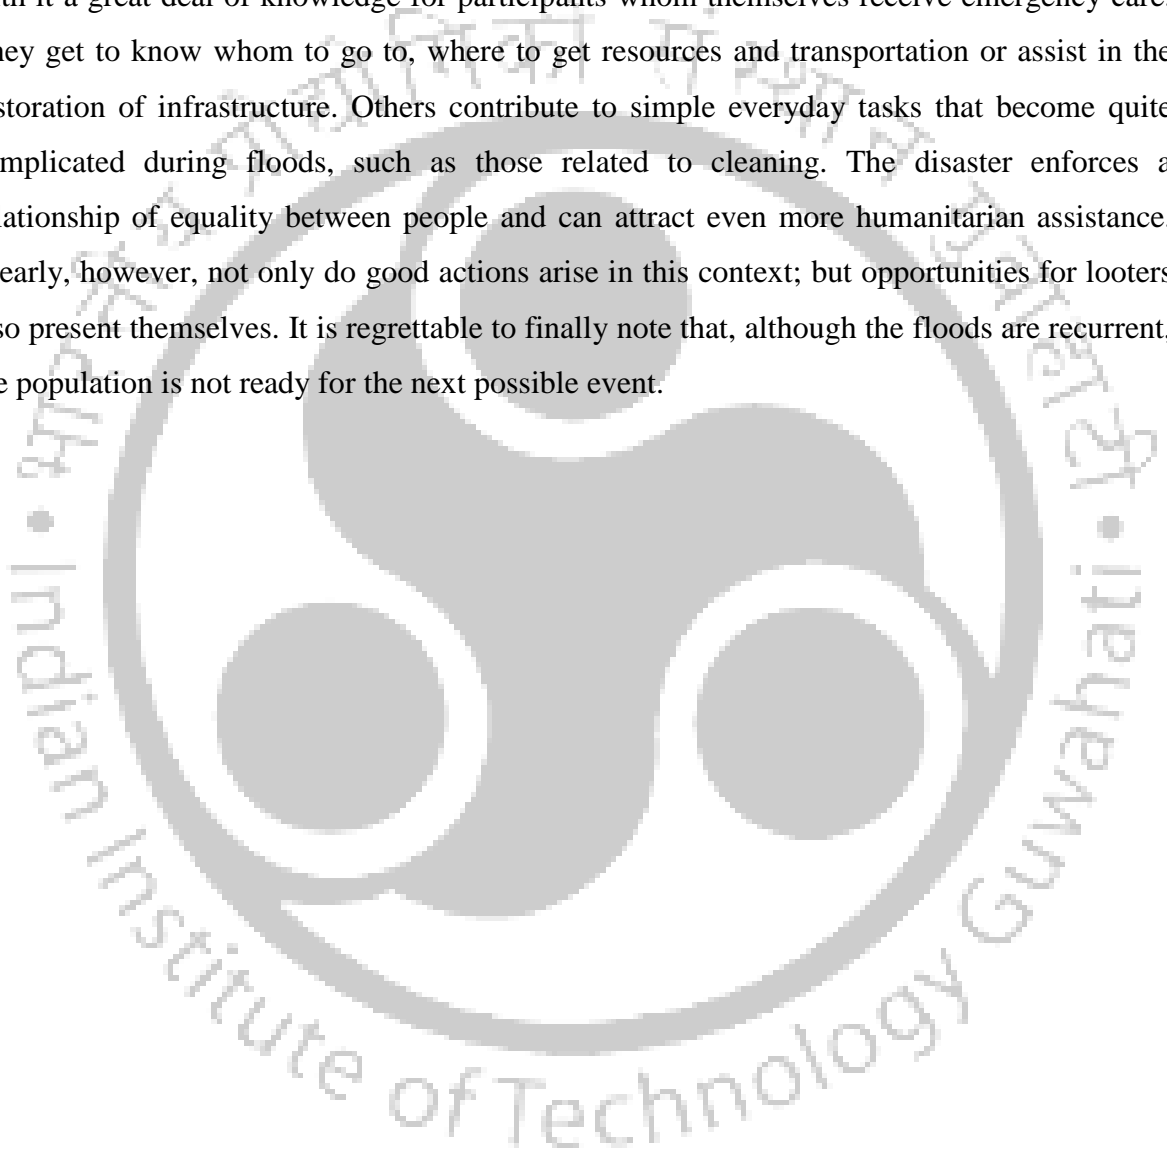 ith it a great deal of knowledge for participants whom themselves receive emergency care.
hey get to know whom to go to, where to get resources and transportation or assist in the
storation of infrastructure. Others contribute to simple everyday tasks that become quite
omplicated during floods, such as those related to cleaning. The disaster enforces a
lationship of equality between people and can attract even more humanitarian assistance.
early, however, not only do good actions arise in this context; but opportunities for looters
so present themselves. It is regrettable to finally note that, although the floods are recurrent,
e population is not ready for the next possible event.
भारतीय प्रौद्योगिकी संस्थान गुवाहाटी
• Indian Institute of Technology Guwahati •